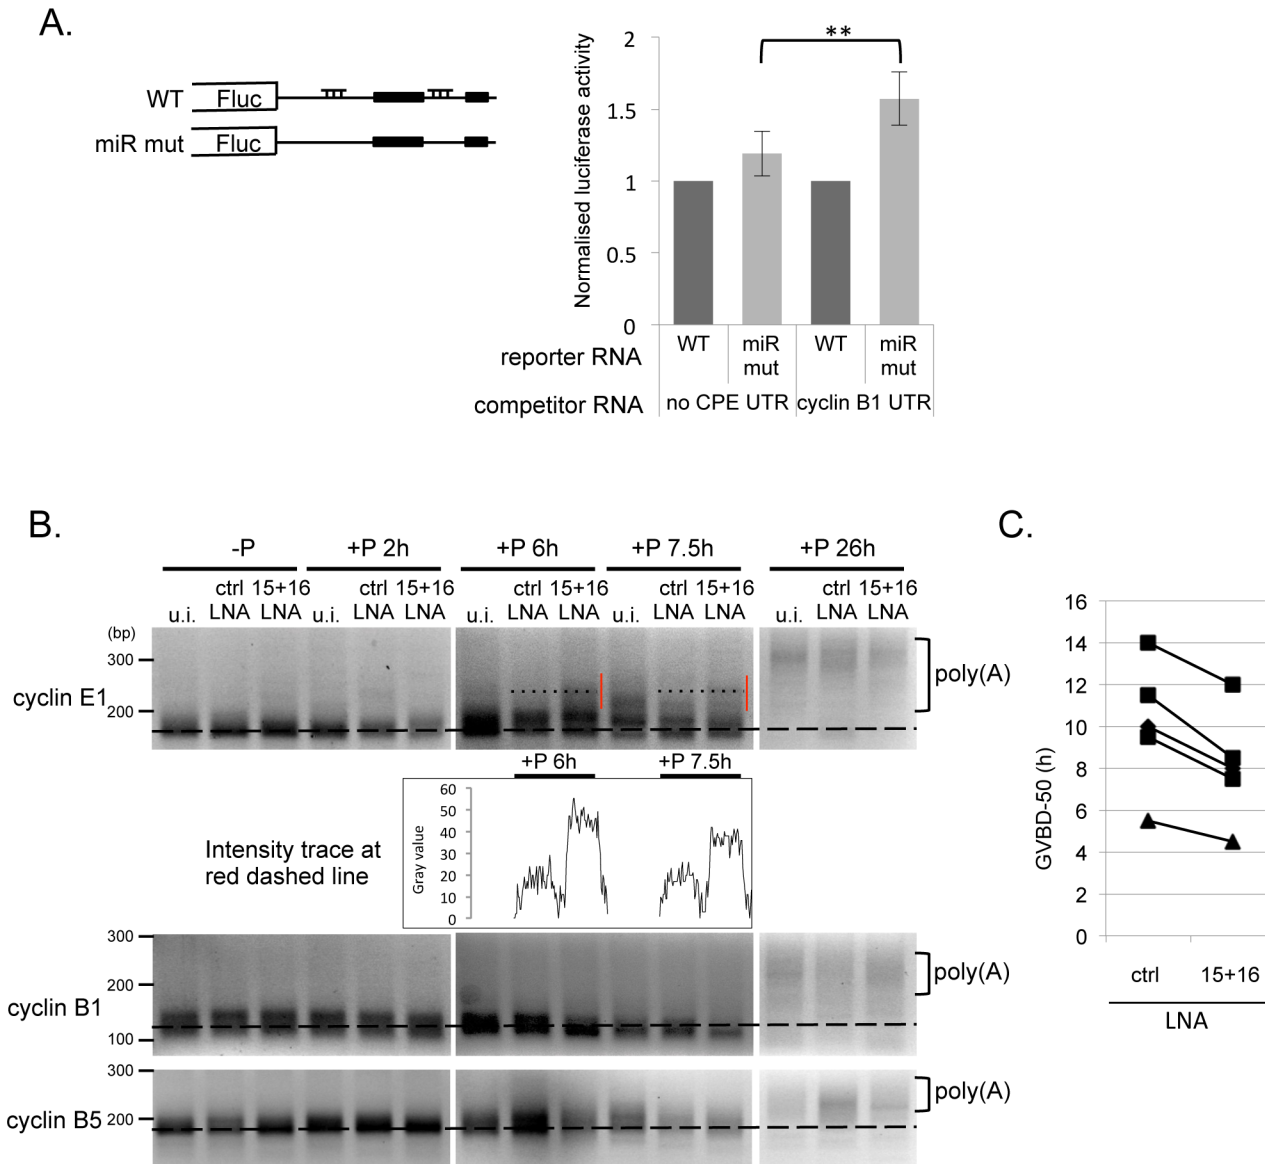 A.
WT Fluc
miR mut Fluc
Normalised luciferase activity
2
1.5
1
0.5
0
**
reporter RNA WT miR mut WT miR mut
competitor RNA no CPE UTR cyclin B1 UTR
B.
-P +P 2h +P 6h +P 7.5h +P 26h
u.i. ctrl LNA 15+16 LNA u.i. ctrl LNA 15+16 LNA u.i. ctrl LNA 15+16 LNA u.i. ctrl LNA 15+16 LNA u.i. ctrl LNA 15+16 LNA
(bp)
300
200
cyclin E1
poly(A)
+P 6h +P 7.5h
Intensity trace at
red dashed line
Gray value
60
50
40
30
20
10
0
300
200
100
cyclin B1
poly(A)
300
200
cyclin B5
poly(A)
C.
GVBD-50 (h)
16
14
12
10
8
6
4
2
0
ctrl 15+16
LNA